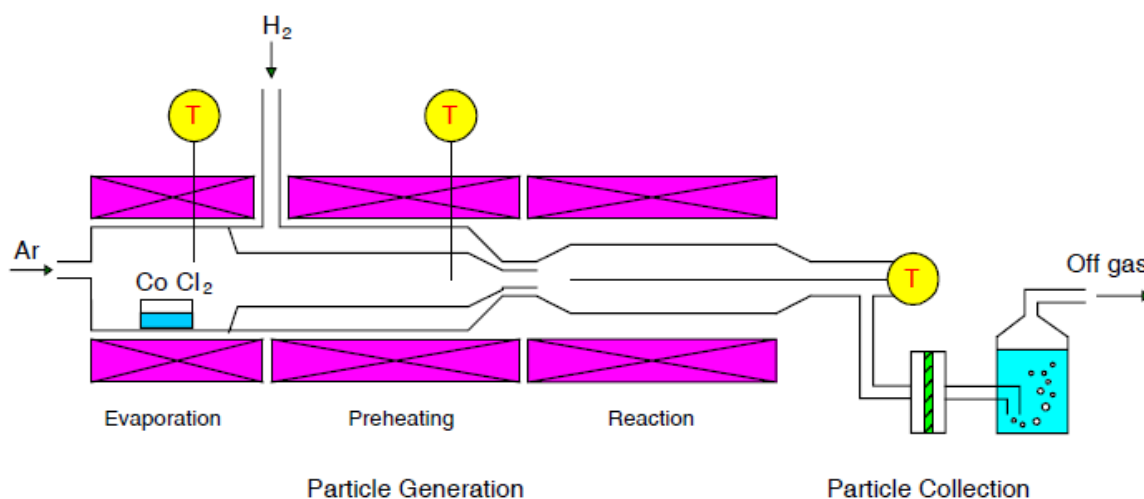 H2
T
T
Ar
Co Cl2
T
Off gas
Evaporation
Preheating
Reaction
Particle Generation
Particle Collection